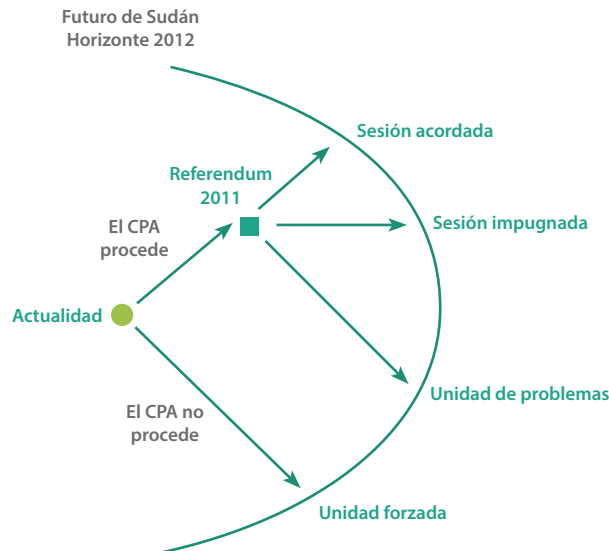 Futuro de Sudán
Horizonte 2012
Sesión acordada
Referendum
2011
El CPA
procede
Sesión impugnada
Actualidad
Unidad de problemas
El CPA no
procede
Unidad forzada